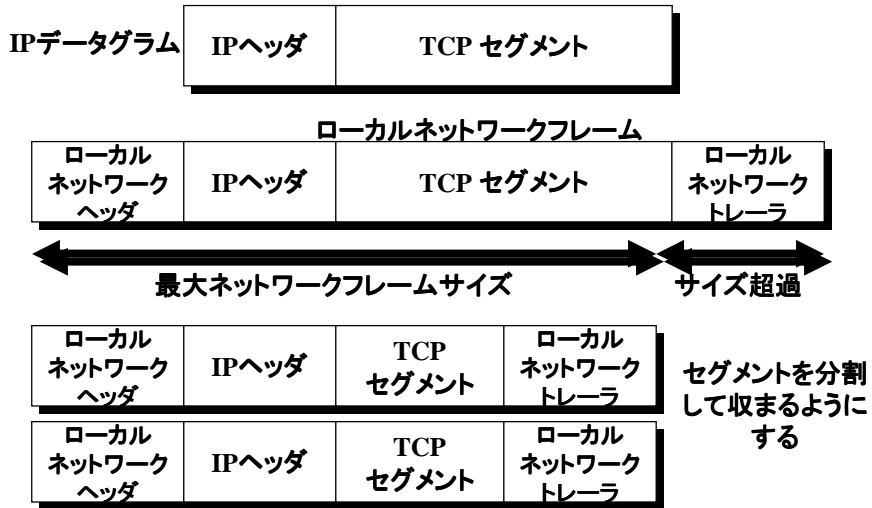 IPデータグラム
IPヘッダ
TCP セグメント
ローカルネットワークフレーム
ローカル
ネットワーク
ヘッダ
IPヘッダ
TCP セグメント
ローカル
ネットワーク
トレーラ
最大ネットワークフレームサイズ
サイズ超過
ローカル
ネットワーク
ヘッダ
IPヘッダ
TCP
セグメント
ローカル
ネットワーク
トレーラ
セグメントを分割
して収まるように
する
ローカル
ネットワーク
ヘッダ
IPヘッダ
TCP
セグメント
ローカル
ネットワーク
トレーラ